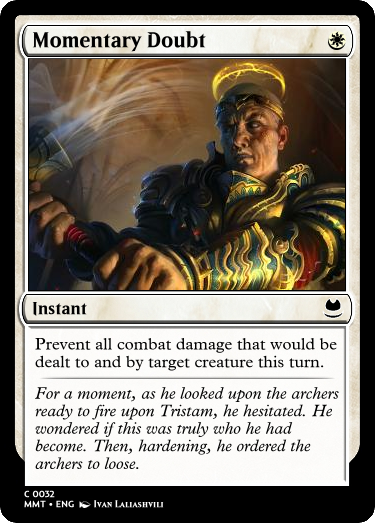 Momentary Doubt
Instant
Prevent all combat damage that would be
dealt to and by target creature this turn.
For a moment, as he looked upon the archers
ready to fire upon Tristam, he hesitated. He
wondered if this was truly who he had
become. Then, hardening, he ordered the
archers to loose.
C 0032
MMT • ENG Ivan Laliashvili